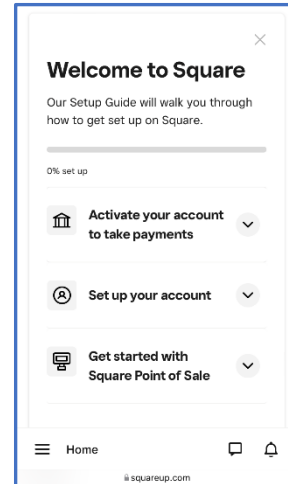 Welcome to Square
Our Setup Guide will walk you through
how to get set up on Square.
0% set up
Activate your account
to take payments
Set up your account
Get started with
Square Point of Sale
Home
squareup.com